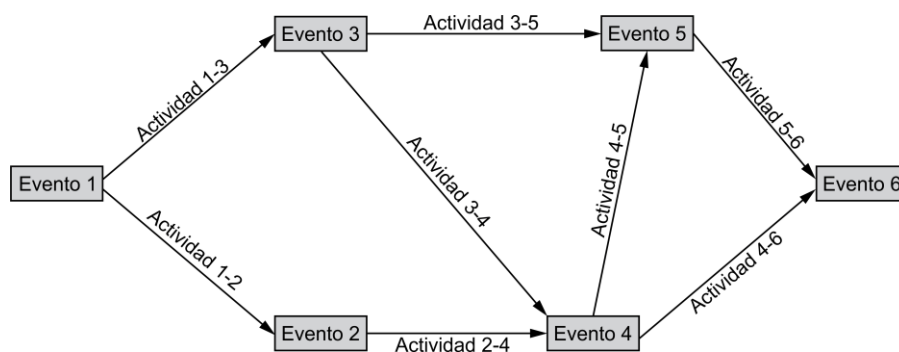 Evento 3
Actividad 3-5
Evento 5
Actividad 1-3
Actividad 5-6
Actividad 3-4
Actividad 4-5
Evento 1
Evento 6
Actividad 1-2
Actividad 4-6
Evento 2
Actividad 2-4
Evento 4